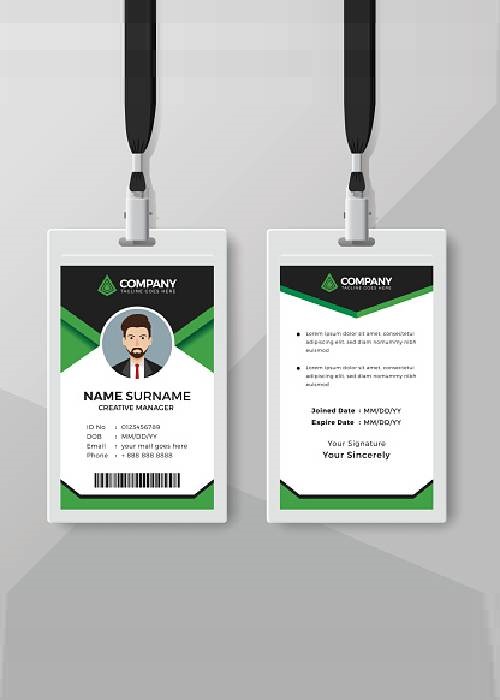 COMPANY
TAGLINE GOES HERE
NAME SURNAME
CREATIVE MANAGER
ID No : 0123456789
DOB : MM/DD/YY
Email : your mail goes here
Phone : + 888 888 8888
COMPANY
TAGLINE GOES HERE
Lorem ipsum dolor sit amet, consectetur
adipiscing elit sed diam nonummy nibh
euismod
Lorem ipsum dolor sit amet, consectetur
adipiscing elit sed diam nonummy nibh
euismod
Joined Date : MM/DD/YY
Expire Date : MM/DD/YY
Your Signature
Your Sincerely